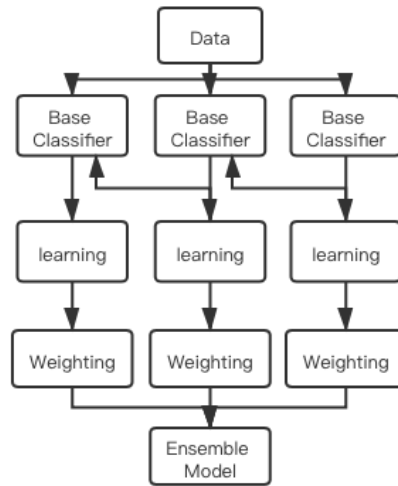 Data
Base
Classifier
Base
Classifier
Base
Classifier
learning
learning
learning
Weighting
Weighting
Weighting
Ensemble
Model